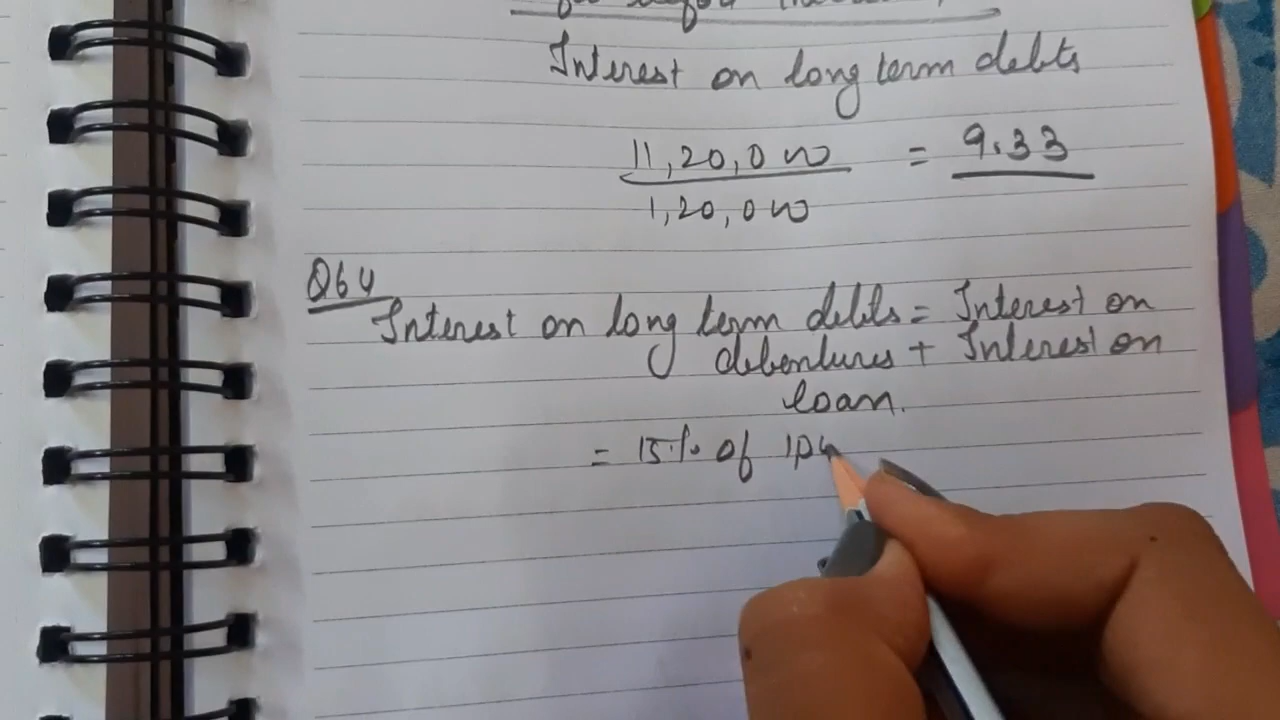 Interest on long term debts
11,20,000 = 9.33
1,20,000
Q64
Interest on long term debts = Interest on
debentures + Interest on
loan.
= 15% of